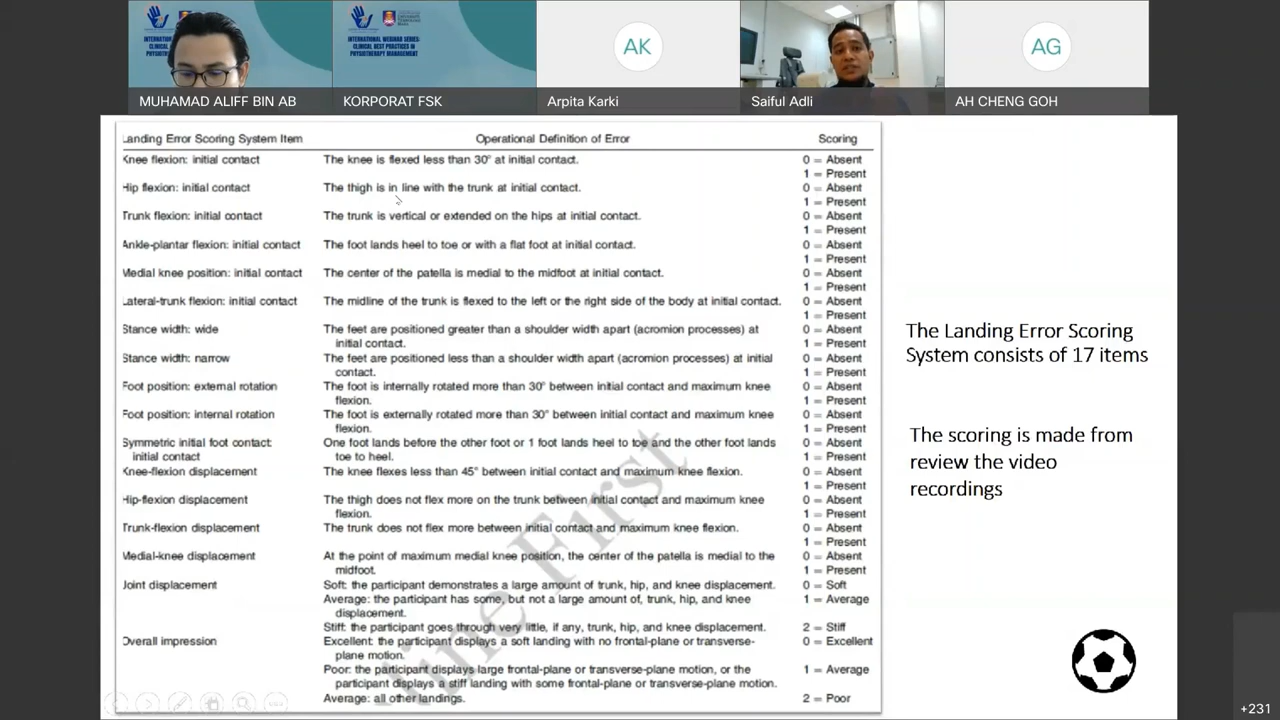 INTERNATIONAL WEBINAR SERIES:
CLINICAL BEST PRACTICES IN
PHYSIOTHERAPY MANAGEMENT
AK
AG
MUHAMAD ALIFF BIN AB
KORPORAT FSK
Arpita Karki
Saiful Adli
AH CHENG GOH
Landing Error Scoring System Item Operational Definition of Error Scoring
Knee flexion: initial contact The knee is flexed less than 30° at initial contact. 0 = Absent
1 = Present
Hip flexion: initial contact The thigh is in line with the trunk at initial contact. 0 = Absent
1 = Present
Trunk flexion: initial contact The trunk is vertical or extended on the hips at initial contact. 0 = Absent
1 = Present
Ankle-plantar flexion: initial contact The foot lands heel to toe or with a flat foot at initial contact. 0 = Absent
1 = Present
Medial knee position: initial contact The center of the patella is medial to the midfoot at initial contact. 0 = Absent
1 = Present
Lateral-trunk flexion: initial contact The midline of the trunk is flexed to the left or the right side of the body at initial contact. 0 = Absent
1 = Present
Stance width: wide The feet are positioned greater than a shoulder width apart (acromion processes) at 0 = Absent
initial contact. 1 = Present
Stance width: narrow The feet are positioned less than a shoulder width apart (acromion processes) at initial 0 = Absent
contact. 1 = Present
Foot position: external rotation The foot is internally rotated more than 30° between initial contact and maximum knee 0 = Absent
flexion. 1 = Present
Foot position: internal rotation The foot is externally rotated more than 30° between initial contact and maximum knee 0 = Absent
flexion. 1 = Present
Symmetric initial foot contact: One foot lands before the other foot or 1 foot lands heel to toe and the other foot lands 0 = Absent
initial contact toe to heel. 1 = Present
Knee-flexion displacement The knee flexes less than 45° between initial contact and maximum knee flexion. 0 = Absent
1 = Present
Hip-flexion displacement The thigh does not flex more on the trunk between initial contact and maximum knee 0 = Absent
flexion. 1 = Present
Trunk-flexion displacement The trunk does not flex more between initial contact and maximum knee flexion. 0 = Absent
1 = Present
Medial-knee displacement At the point of maximum medial knee position, the center of the patella is medial to the 0 = Absent
midfoot. 1 = Present
Joint displacement Soft: the participant demonstrates a large amount of trunk, hip, and knee displacement. 0 = Soft
Average: the participant has some, but not a large amount of, trunk, hip, and knee 1 = Average
displacement.
Stiff: the participant goes through very little, if any, trunk, hip, and knee displacement. 2 = Stiff
Overall impression Excellent: the participant displays a soft landing with no frontal-plane or transverse- 0 = Excellent
plane motion.
Poor: the participant displays large frontal-plane or transverse-plane motion, or the 1 = Average
participant displays a stiff landing with some frontal-plane or transverse-plane motion.
Average: all other landings. 2 = Poor
First
The Landing Error Scoring
System consists of 17 items
The scoring is made from
review the video
recordings
+231